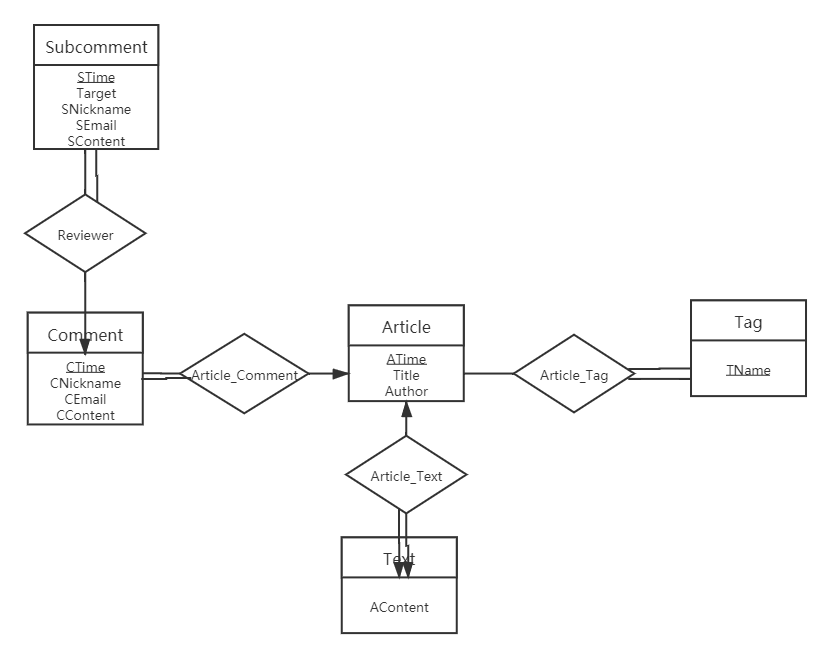 Subcomment
STime
Target
SNickname
SEmail
SContent
Reviewer
Comment
CTime
CNickname
CEmail
CContent
Article_Comment
Article
ATime
Title
Author
Article_Tag
Tag
TName
Article_Text
Text
AContent